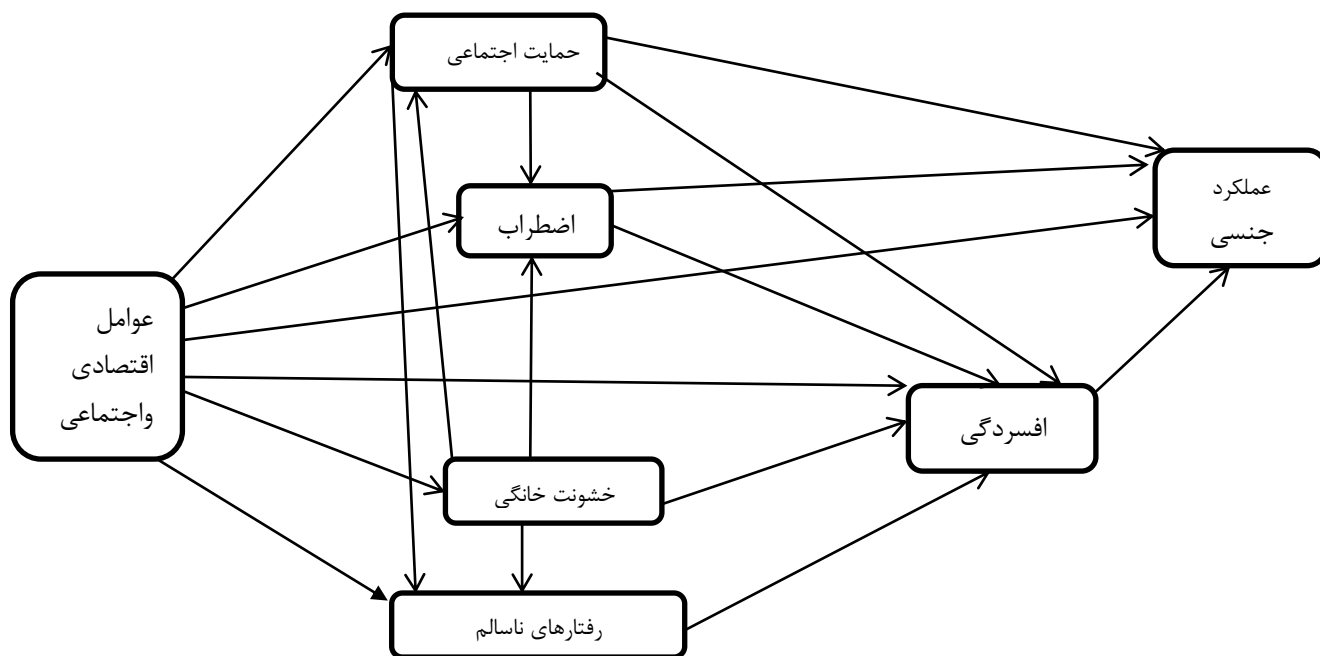 حمایت اجتماعی
عملکرد
جنسی
اضطراب
عوامل
اقتصادی
واجتماعی
افسردگی
خشونت خانگی
رفتارهای ناسالم